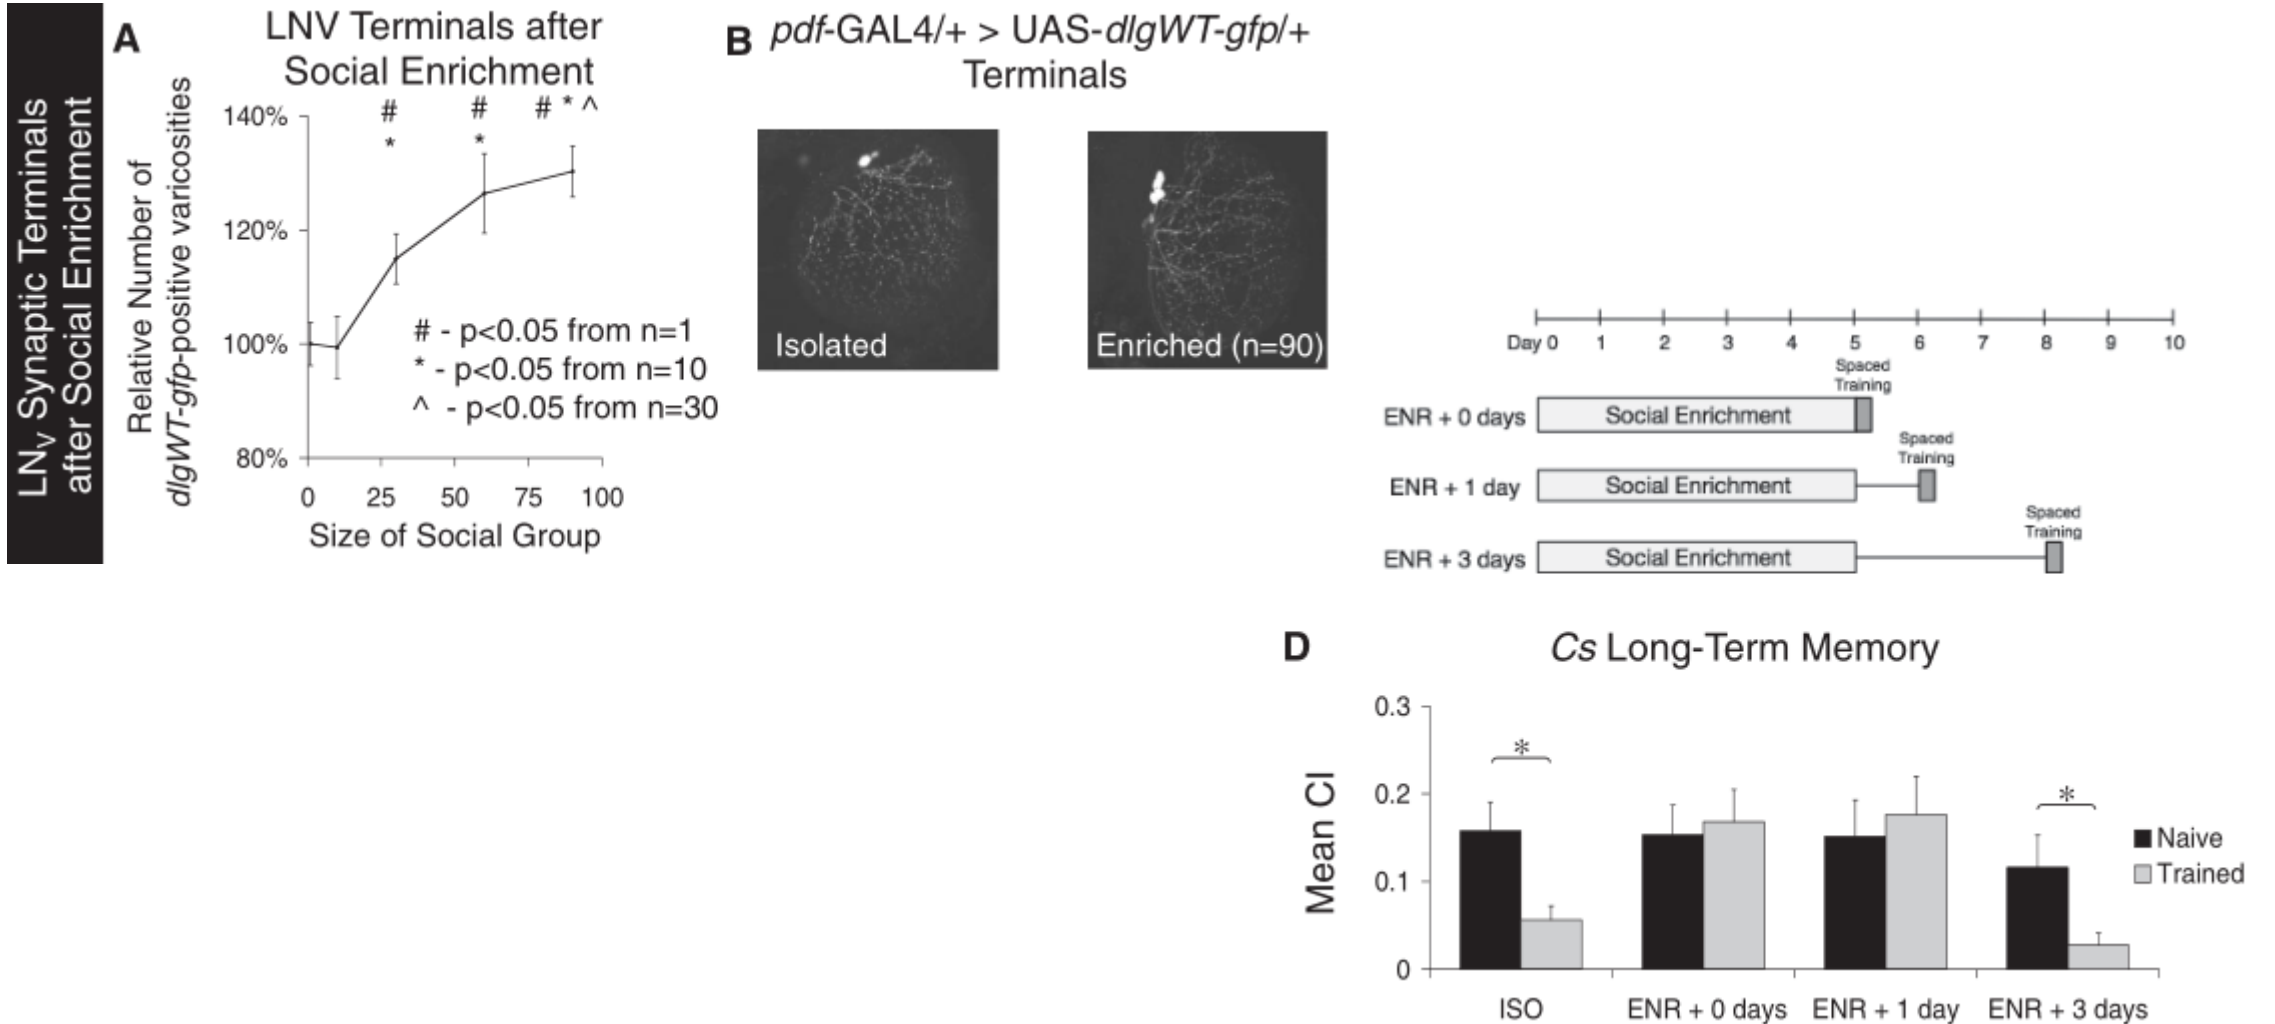 LNV Synaptic Terminals
after Social Enrichment
A
LNV Terminals after
Social Enrichment
Relative Number of
dlgWT-gfp-positive varicosities
140%
120%
100%
80%
#
*
#
*
# * ^
# - p<0.05 from n=1
* - p<0.05 from n=10
^ - p<0.05 from n=30
0 25 50 75 100
Size of Social Group
B
pdf-GAL4/+ > UAS-dlgWT-gfp/+
Terminals
Isolated
Enriched (n=90)
Day 0 1 2 3 4 5 6 7 8 9 10
Spaced
Training
ENR + 0 days
Social Enrichment
Spaced
Training
ENR + 1 day
Social Enrichment
Spaced
Training
ENR + 3 days
Social Enrichment
D
Cs Long-Term Memory
Mean CI
0.3
0.2
0.1
0
*
*
Naive
Trained
ISO
ENR + 0 days
ENR + 1 day
ENR + 3 days